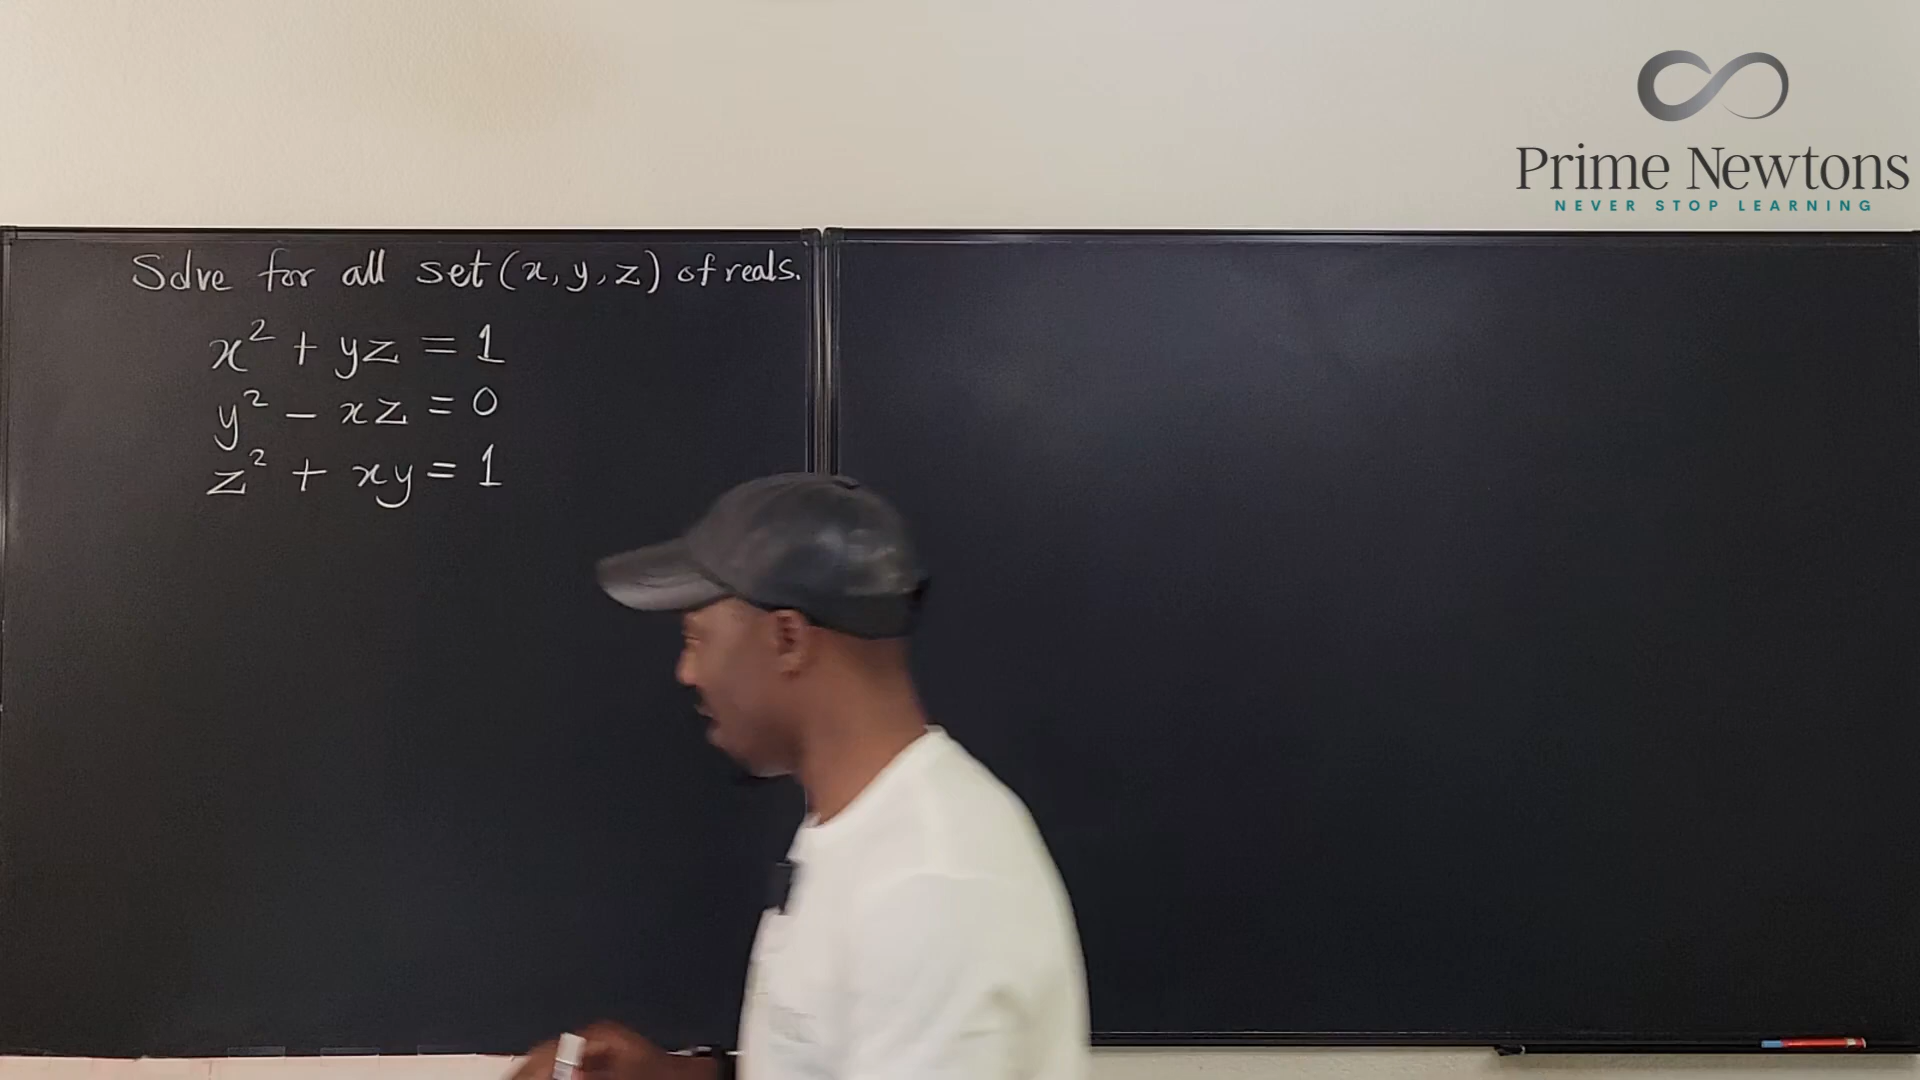 Prime Newtons
NEVER STOP LEARNING
Solve for all set (x, y, z) of reals.
x² + yz = 1
y² - xz = 0
z² + xy = 1